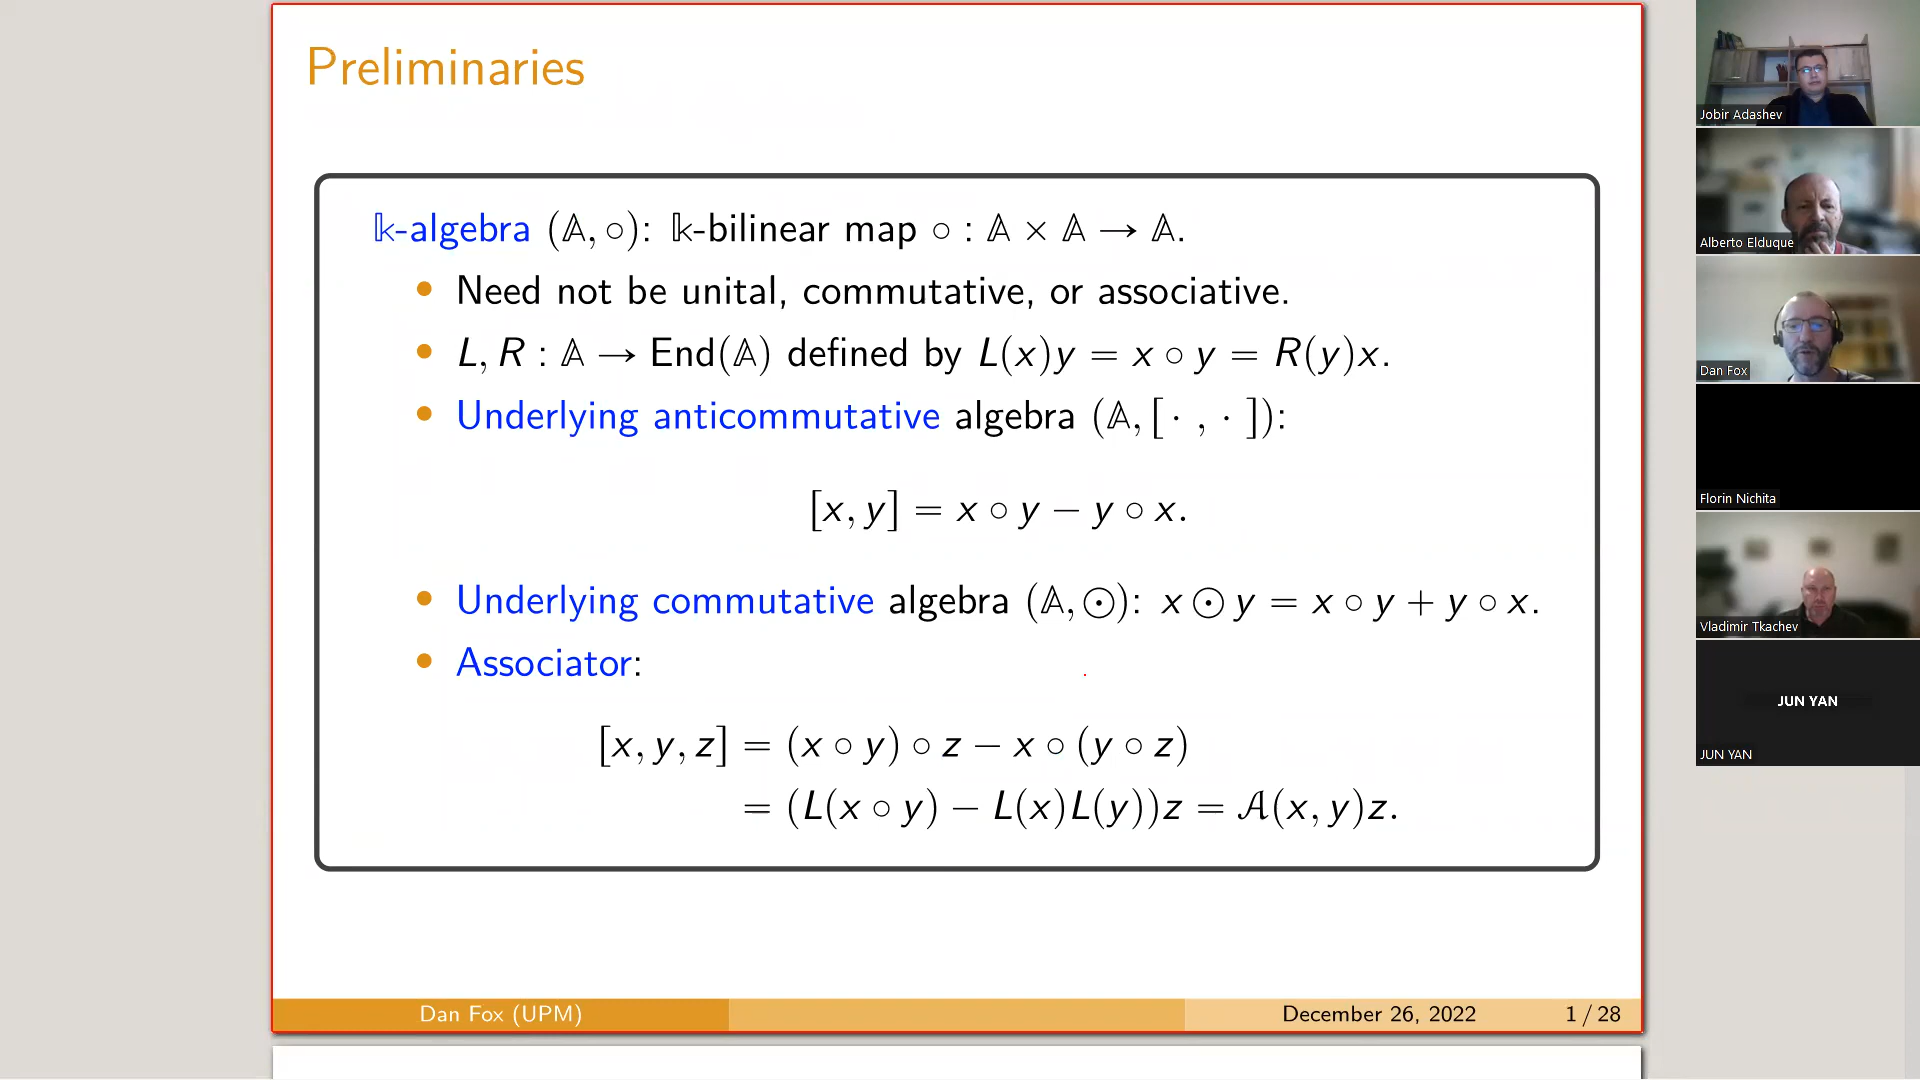 Preliminaries
𝕜-algebra (𝔸, ∘): 𝕜-bilinear map ∘ : 𝔸 × 𝔸 → 𝔸.
• Need not be unital, commutative, or associative.
• L, R : 𝔸 → End(𝔸) defined by L(x)y = x ∘ y = R(y)x.
• Underlying anticommutative algebra (𝔸, [ · , · ]):
[x, y] = x ∘ y − y ∘ x.
• Underlying commutative algebra (𝔸, ⊙): x ⊙ y = x ∘ y + y ∘ x.
• Associator:
[x, y, z] = (x ∘ y) ∘ z − x ∘ (y ∘ z)
= (L(x ∘ y) − L(x)L(y))z = 𝒜(x, y)z.
Dan Fox (UPM)
December 26, 2022
1 / 28
Jobir Adashev
Alberto Elduque
Dan Fox
Florin Nichita
Vladimir Tkachev
JUN YAN
JUN YAN